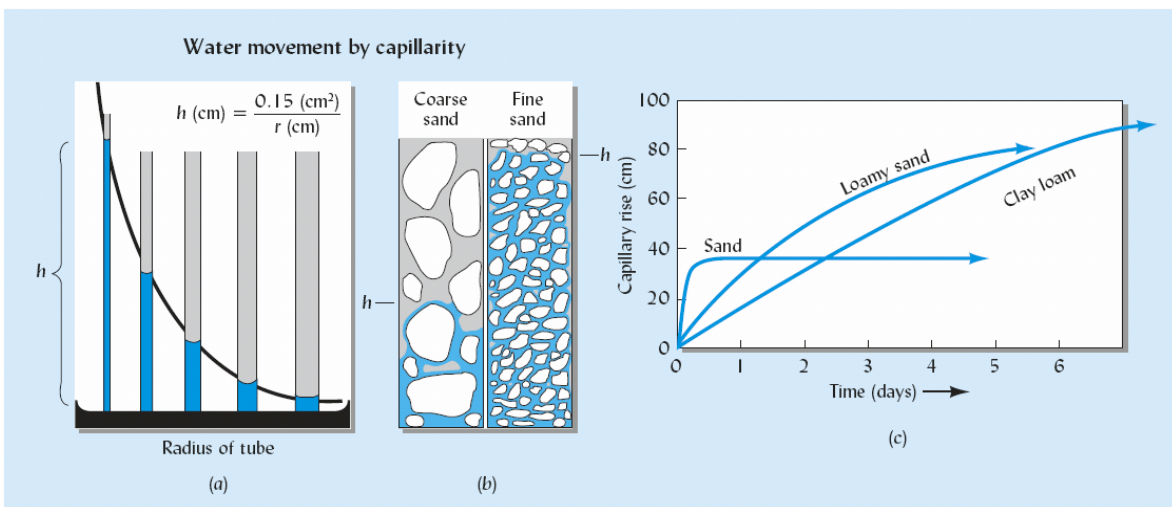 Water movement by capillarity
h (cm) = 0.15 (cm²) / r (cm)
h
Radius of tube
(a)
Coarse sand
Fine sand
h
h
(b)
100
80
60
40
20
0
Capillary rise (cm)
Sand
Loamy sand
Clay loam
0 1 2 3 4 5 6
Time (days)
(c)